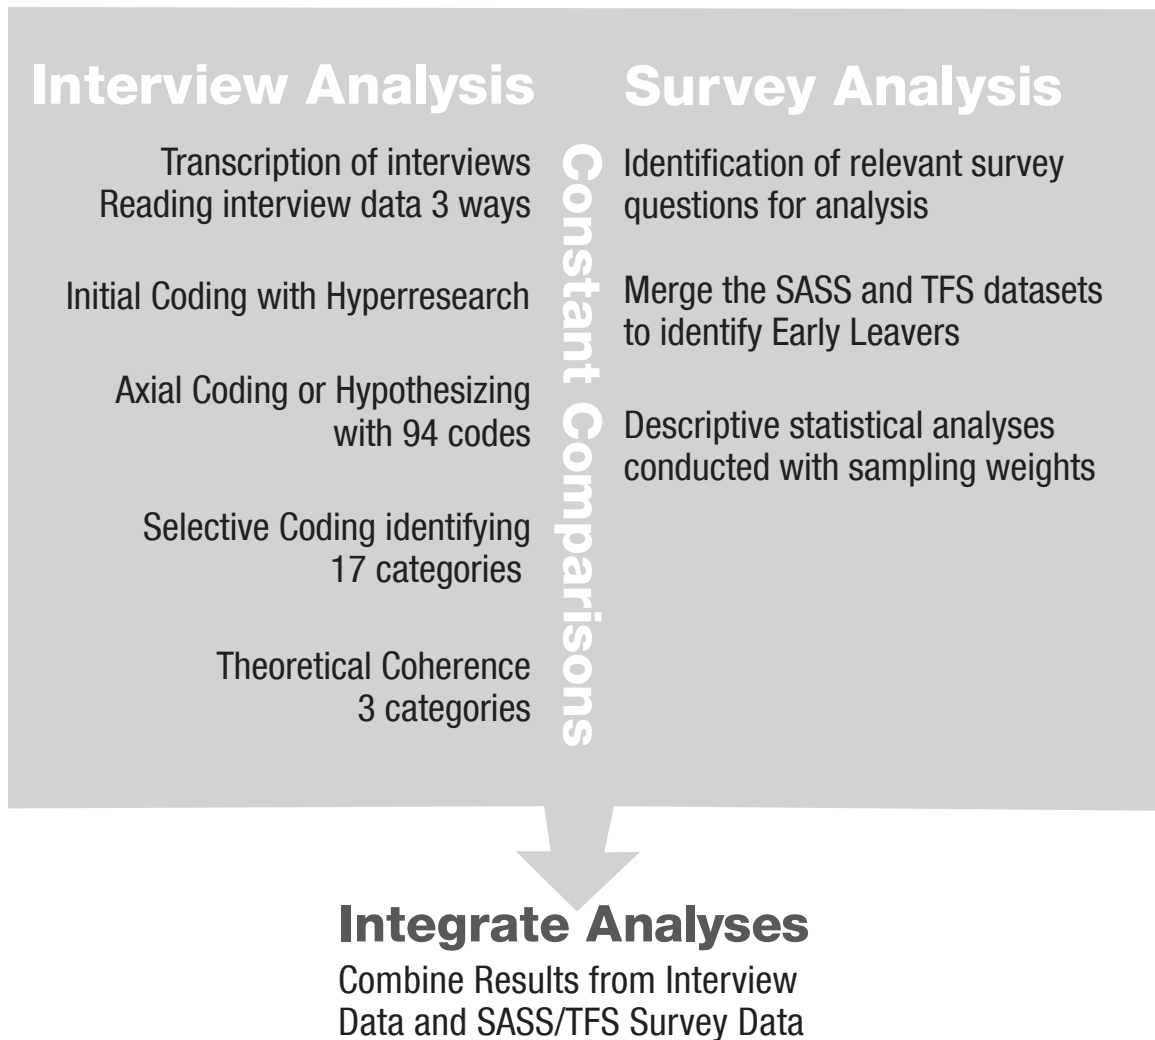 Interview Analysis
Transcription of interviews
Reading interview data 3 ways
Initial Coding with Hyperresearch
Axial Coding or Hypothesizing
with 94 codes
Selective Coding identifying
17 categories
Theoretical Coherence
3 categories
Constant Comparisons
Survey Analysis
Identification of relevant survey
questions for analysis
Merge the SASS and TFS datasets
to identify Early Leavers
Descriptive statistical analyses
conducted with sampling weights
Integrate Analyses
Combine Results from Interview
Data and SASS/TFS Survey Data